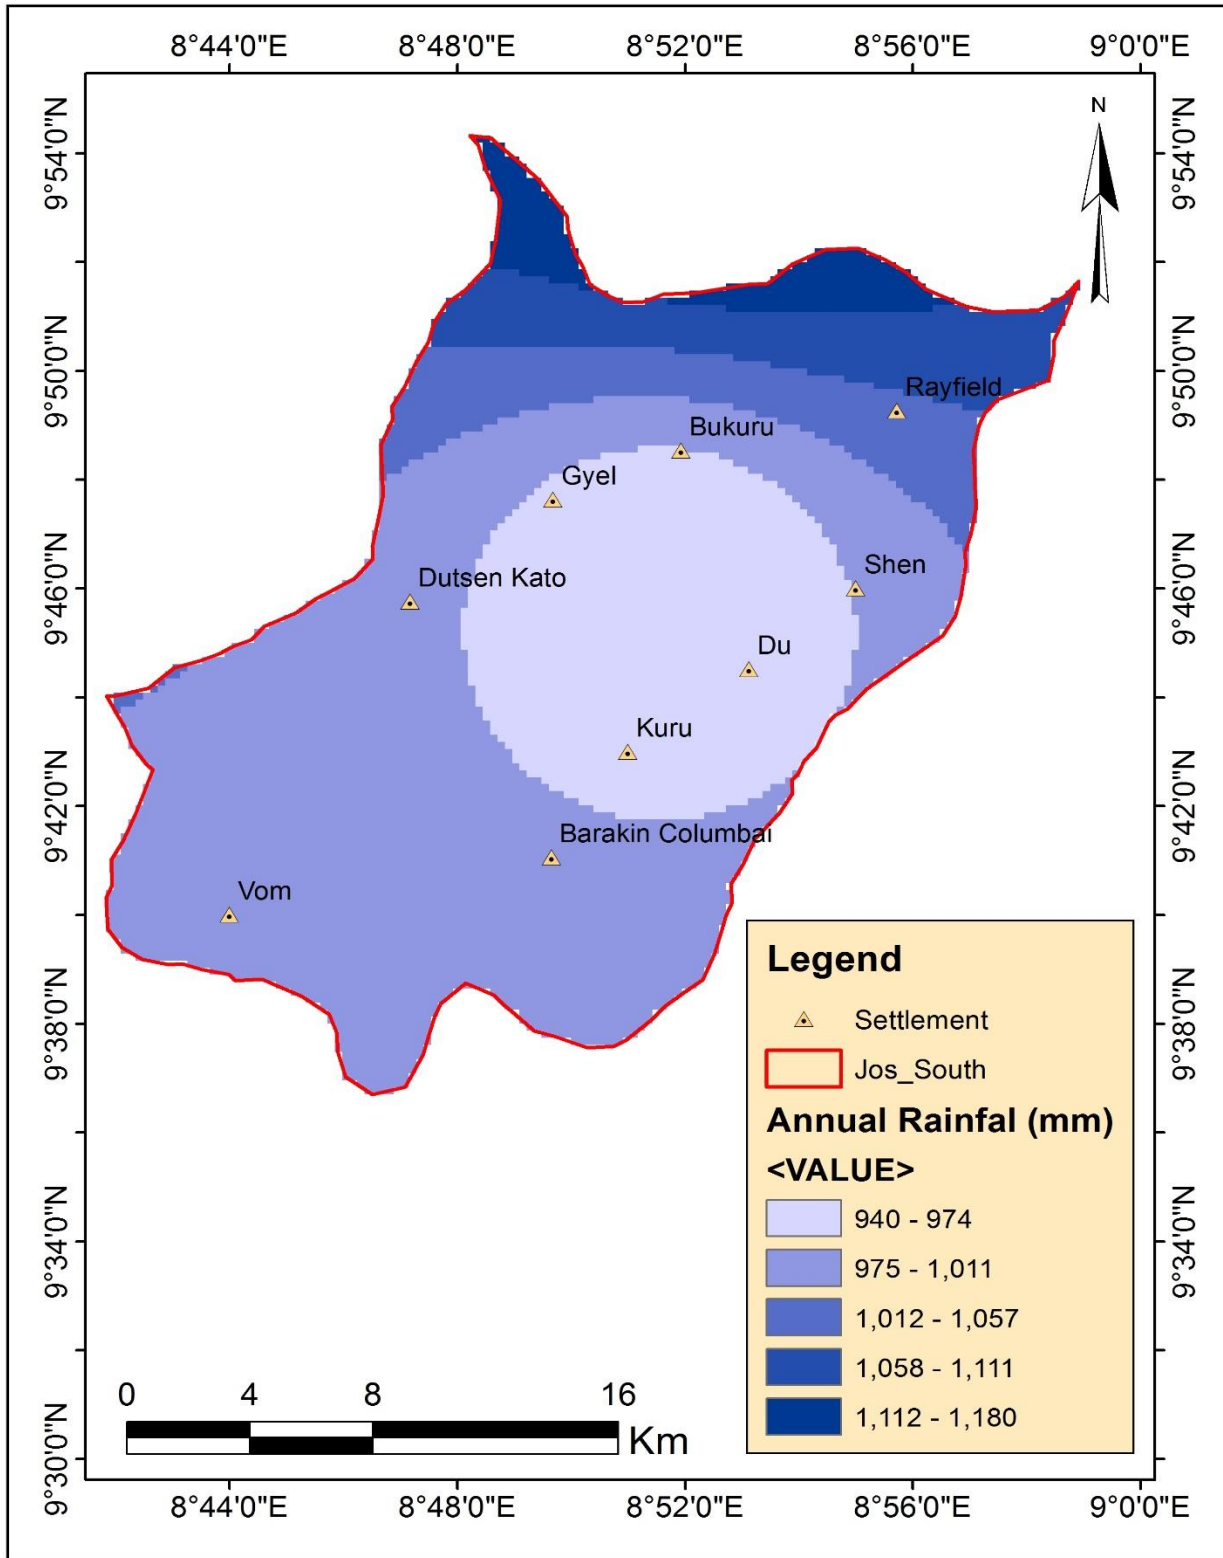 8°44'0"E 8°48'0"E 8°52'0"E 8°56'0"E 9°0'0"E
N
9°54'0"N 9°54'0"N
9°50'0"N 9°50'0"N
Rayfield
Bukuru
Gyel
Shen
Dutsen Kato
9°46'0"N 9°46'0"N
Du
Kuru
9°42'0"N 9°42'0"N
Barakin Columbai
Vom
Legend
Settlement
9°38'0"N 9°38'0"N
Jos_South
Annual Rainfal (mm)
<VALUE>
940 - 974
9°34'0"N 9°34'0"N
975 - 1,011
1,012 - 1,057
1,058 - 1,111
1,112 - 1,180
0 4 8 16
Km
9°30'0"N 9°30'0"N
8°44'0"E 8°48'0"E 8°52'0"E 8°56'0"E 9°0'0"E